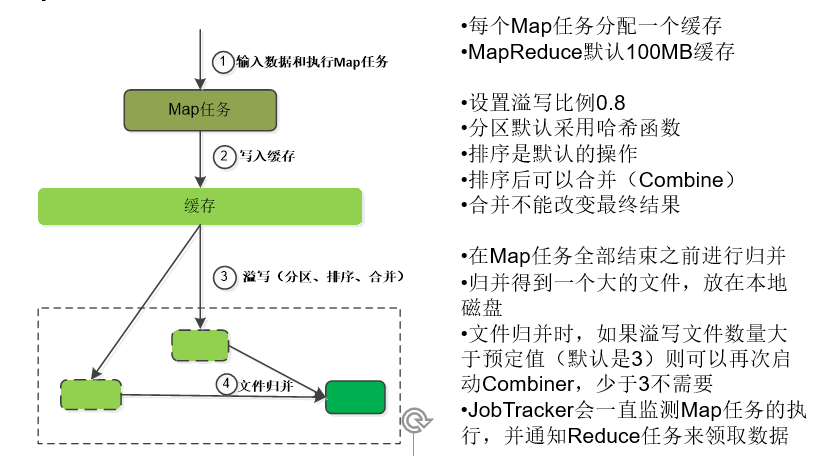 ①输入数据和执行Map任务
Map任务
②写入缓存
缓存
③溢写（分区、排序、合并）
④文件归并
•每个Map任务分配一个缓存
•MapReduce默认100MB缓存
•设置溢写比例0.8
•分区默认采用哈希函数
•排序是默认的操作
•排序后可以合并（Combine）
•合并不能改变最终结果
•在Map任务全部结束之前进行归并
•归并得到一个大的文件，放在本地
磁盘
•文件归并时，如果溢写文件数量大
于预定值（默认是3）则可以再次启
动Combiner，少于3不需要
•JobTracker会一直监测Map任务的执
行，并通知Reduce任务来领取数据